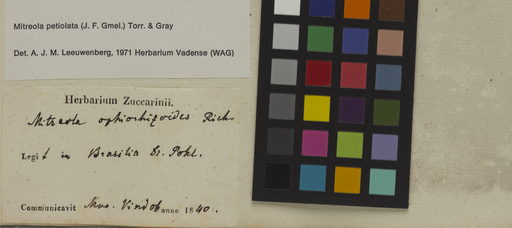 Mitreola petiolata (J. F. Gmel.) Torr. & Gray
Det. A. J. M. Leeuwenberg, 1971 Herbarium Vadense (WAG)
Herbarium Zuccarinii.
Mitreola ophiorhizoides Rich.
Legit in Brasilia Dr. Pohl.
Communicavit Mus. Vindob. anno 1840.